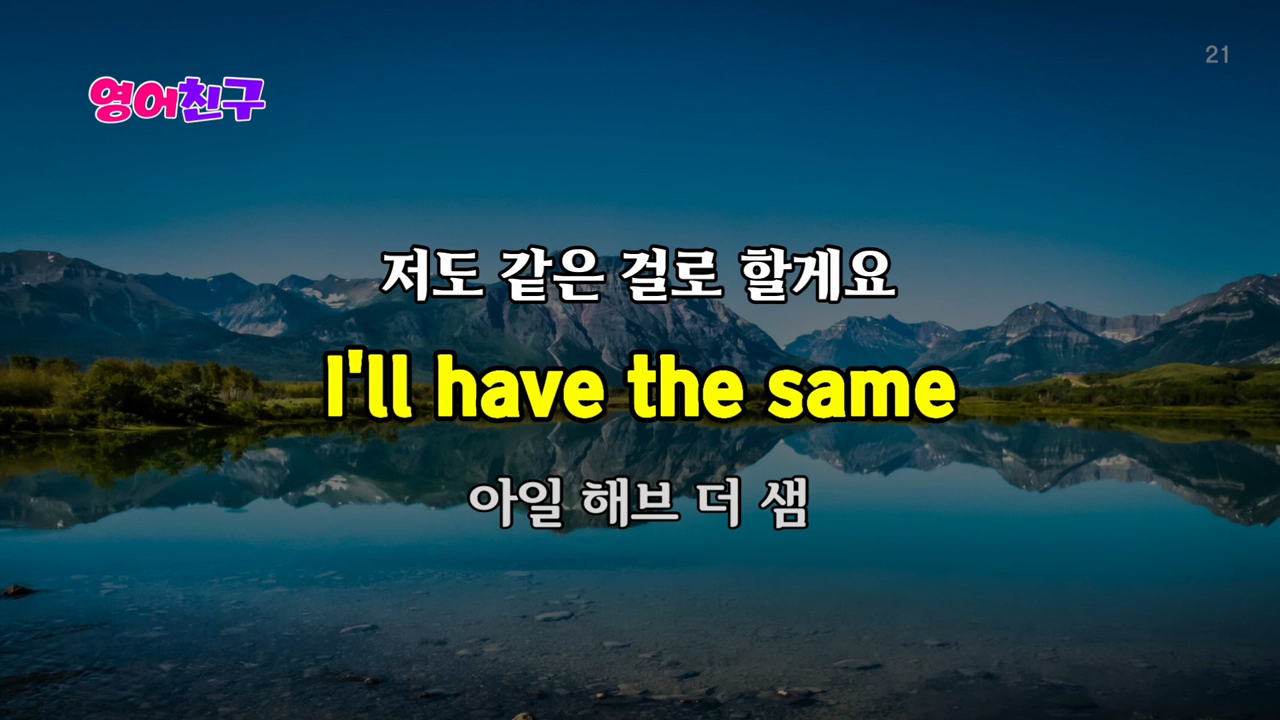 21
영어친구
저도 같은 걸로 할게요
I'll have the same
아일 해브 더 샘